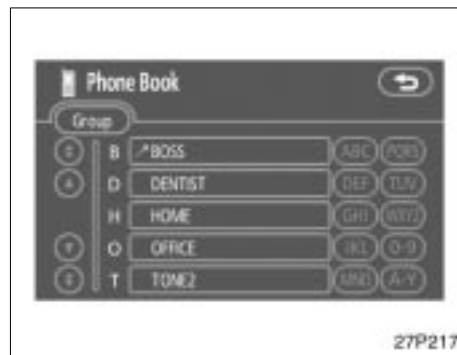 Phone Book
Group
B BOSS ABC PQRS
D DENTIST DEF TUV
H HOME GHI WXYZ
O OFFICE JKL 0-9
T TONE2 MNO
27P217